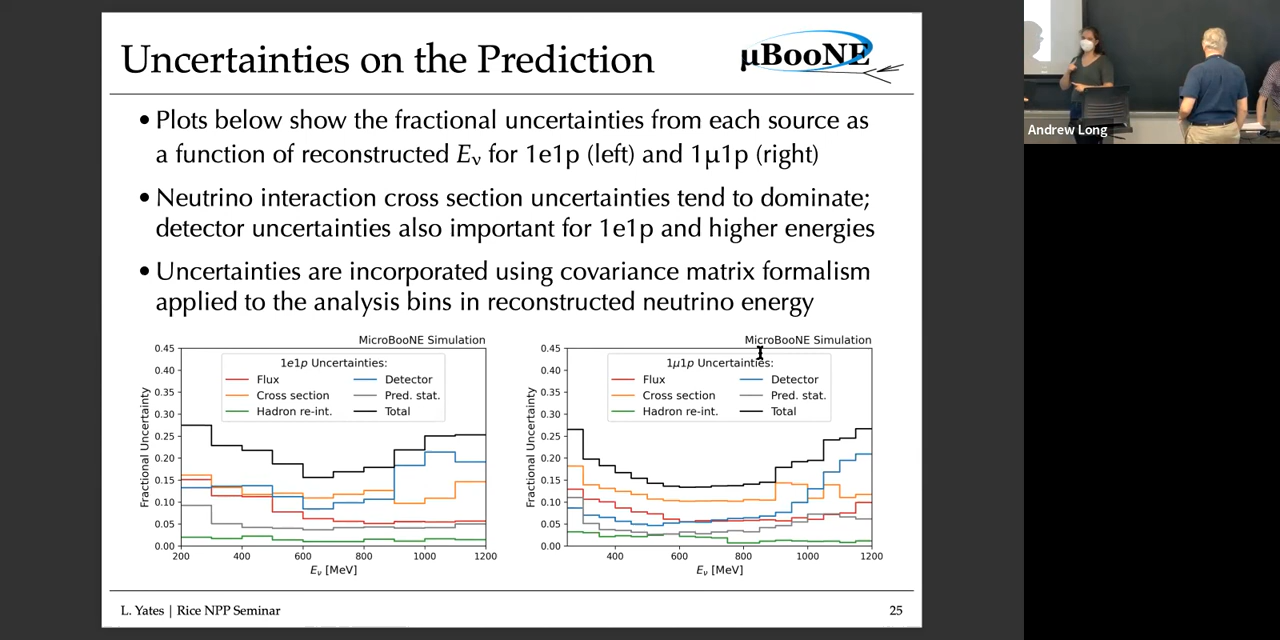 Uncertainties on the Prediction
μBooNE
• Plots below show the fractional uncertainties from each source as
a function of reconstructed Eν for 1e1p (left) and 1μ1p (right)
• Neutrino interaction cross section uncertainties tend to dominate;
detector uncertainties also important for 1e1p and higher energies
• Uncertainties are incorporated using covariance matrix formalism
applied to the analysis bins in reconstructed neutrino energy
MicroBooNE Simulation
1e1p Uncertainties:
Flux
Cross section
Hadron re-int.
Detector
Pred. stat.
Total
Fractional Uncertainty
0.45
0.40
0.35
0.30
0.25
0.20
0.15
0.10
0.05
0.00
200 400 600 800 1000 1200
Eν [MeV]
MicroBooNE Simulation
1μ1p Uncertainties:
Flux
Cross section
Hadron re-int.
Detector
Pred. stat.
Total
Fractional Uncertainty
0.45
0.40
0.35
0.30
0.25
0.20
0.15
0.10
0.05
0.00
400 600 800 1000 1200
Eν [MeV]
L. Yates | Rice NPP Seminar
25
Andrew Long